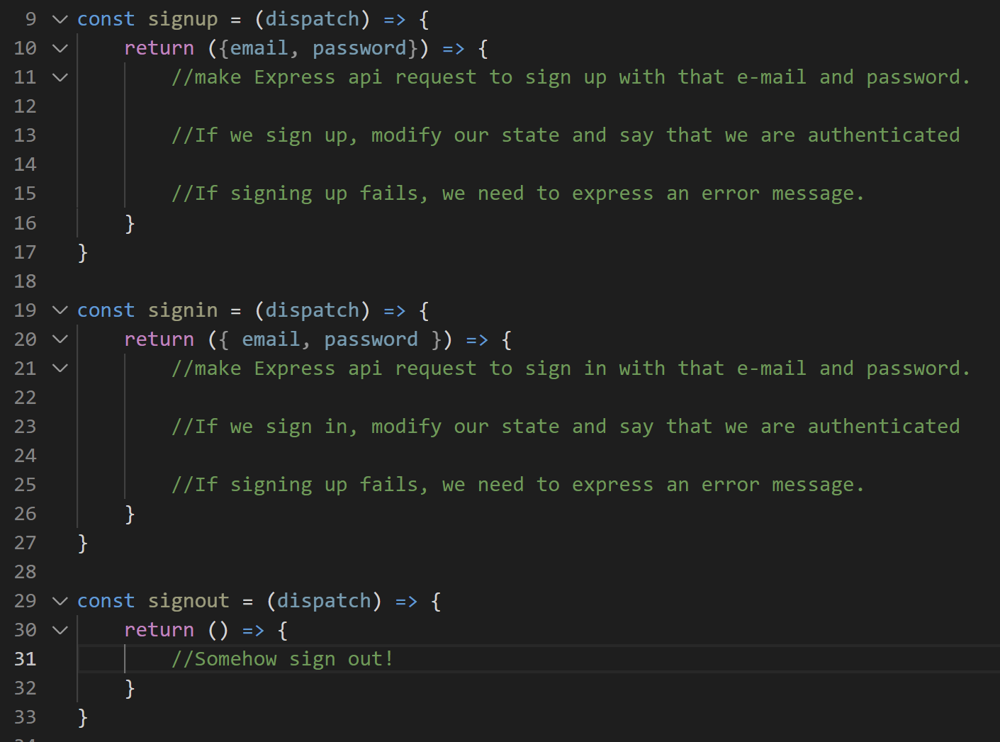 9 const signup = (dispatch) => {
10 return ({email, password}) => {
11 //make Express api request to sign up with that e-mail and password.
12
13 //If we sign up, modify our state and say that we are authenticated
14
15 //If signing up fails, we need to express an error message.
16 }
17 }
18
19 const signin = (dispatch) => {
20 return ({ email, password }) => {
21 //make Express api request to sign in with that e-mail and password.
22
23 //If we sign in, modify our state and say that we are authenticated
24
25 //If signing up fails, we need to express an error message.
26 }
27 }
28
29 const signout = (dispatch) => {
30 return () => {
31 //Somehow sign out!
32 }
33 }